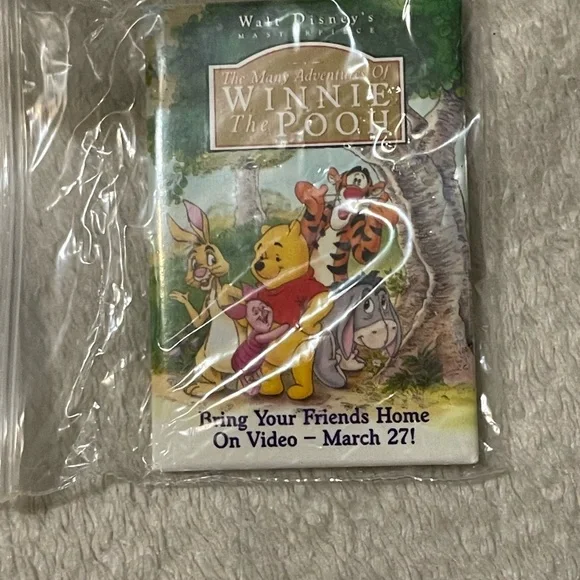 Walt Disney's
MASTERPIECE
The Many Adventures Of
WINNIE
The POOH
Bring Your Friends Home
On Video – March 27!